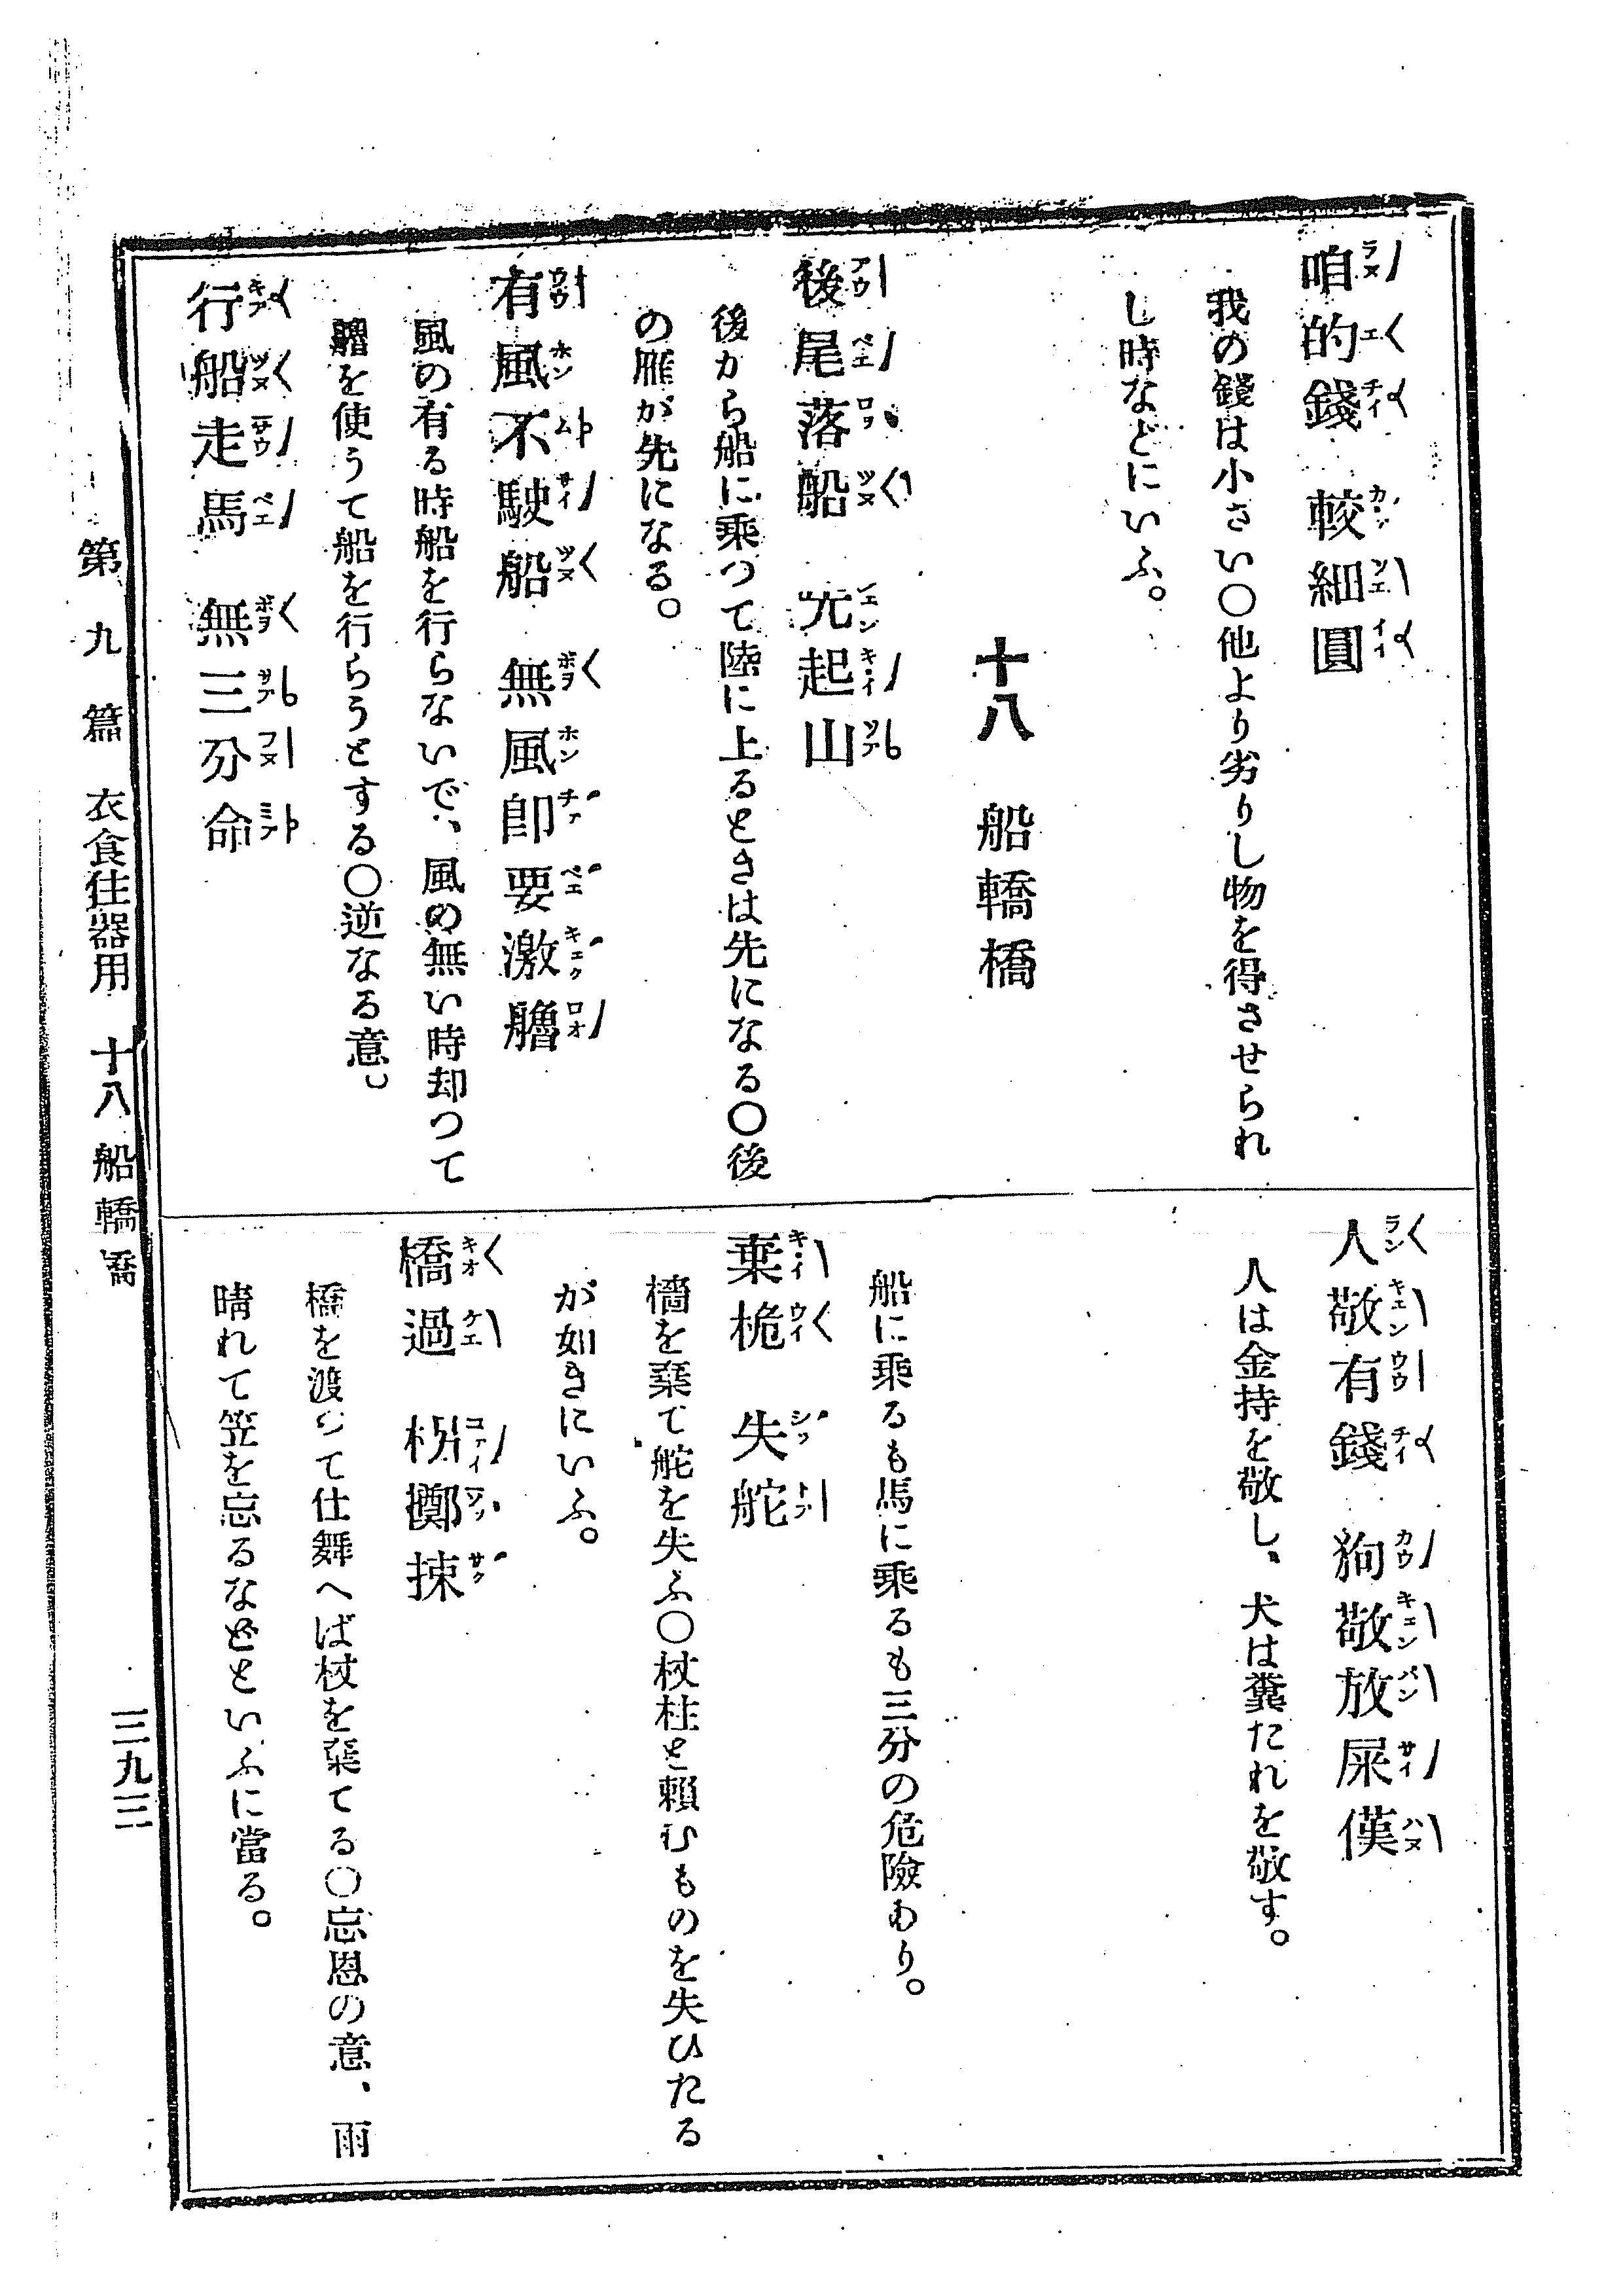 咱的錢 較細圓
我の錢は小さい〇他より劣りし物を得させられ
し時などにいふ。
十八 船轎橋
後尾落船 先起山
後から船に乘つて陸に上るときは先になる〇後
の雁が先になる。
有風不駛船 無風卽要激艪
風の有る時船を行らないで、風の無い時却つて
艪を使うて船を行らうとする〇逆なる意。
行船走馬 無三分命
人敬有錢 狗敬放屎漢
人は金持を敬し、犬は糞たれを敬す。
船に乘るも馬に乘るも三分の危險あり。
棄桅 失舵
檣を棄て舵を失ふ〇杖柱と賴むものを失ひたる
が如きにいふ。
橋過 柺擲捒
橋を渡つて仕舞へば杖を棄てる〇忘恩の意、雨
晴れて笠を忘るなどといふに當る。
第九篇 衣食住器用 十八 船轎橋
三九三